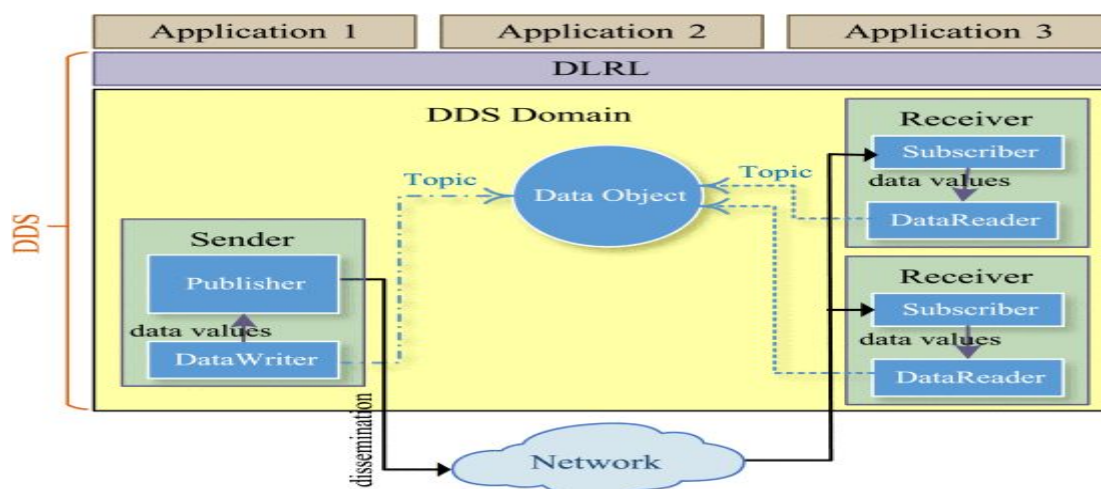 Application 1
Application 2
Application 3
DLRL
DDS
DDS Domain
Receiver
Subscriber
data values
DataReader
Topic
Topic
Data Object
Sender
Publisher
data values
DataWriter
Receiver
Subscriber
data values
DataReader
dissemination
Network